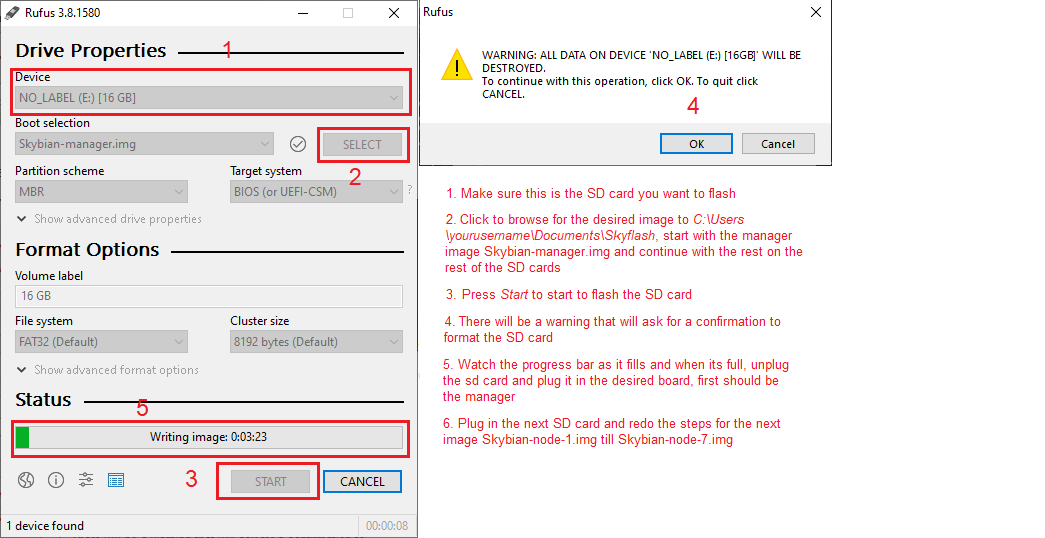 Rufus 3.8.1580
Drive Properties
1
Device
NO_LABEL (E:) [16 GB]
Boot selection
Skybian-manager.img
SELECT
2
Partition scheme
Target system
MBR
BIOS (or UEFI-CSM)
?
Show advanced drive properties
Format Options
Volume label
16 GB
File system
Cluster size
FAT32 (Default)
8192 bytes (Default)
Show advanced format options
Status
5
Writing image: 0:03:23
3
START
CANCEL
1 device found
00:00:08
Rufus
WARNING: ALL DATA ON DEVICE 'NO_LABEL (E:) [16GB]' WILL BE
DESTROYED.
To continue with this operation, click OK. To quit click
CANCEL.
4
OK
Cancel
1. Make sure this is the SD card you want to flash
2. Click to browse for the desired image to C:\Users
\yourusername\Documents\Skyflash, start with the manager
image Skybian-manager.img and continue with the rest on the
rest of the SD cards
3. Press Start to start to flash the SD card
4. There will be a warning that will ask for a confirmation to
format the SD card
5. Watch the progress bar as it fills and when its full, unplug
the sd card and plug it in the desired board, first should be
the manager
6. Plug in the next SD card and redo the steps for the next
image Skybian-node-1.img till Skybian-node-7.img